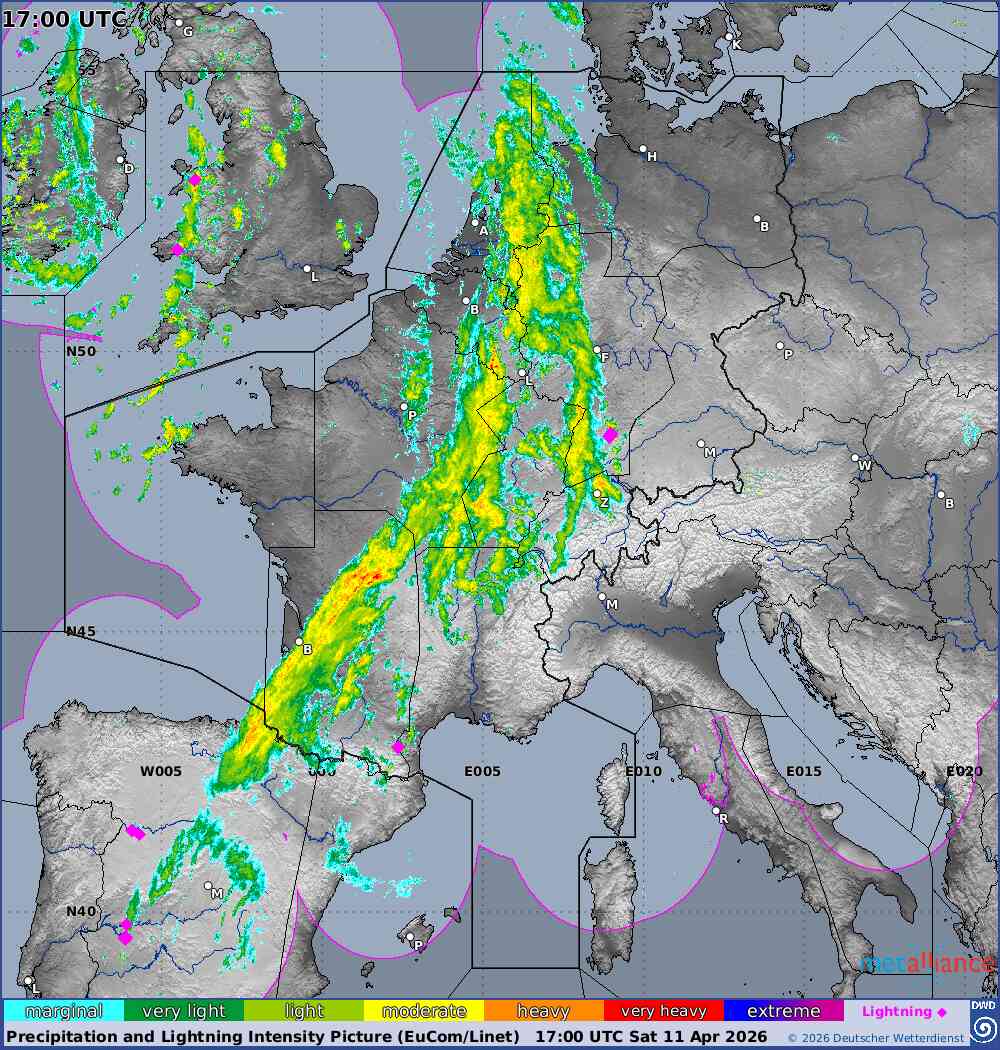 17:00 UTC
G
K
55
D
H
B
A
L
B
N50
P
F
L
P
M
W
Z
B
M
N45
B
W005
000
E005
E010
E015
E020
R
M
N40
P
L
metalliance
marginal very light light moderate heavy very heavy extreme Lightning
DWD
Precipitation and Lightning Intensity Picture (EuCom/Linet) 17:00 UTC Sat 11 Apr 2026 © 2026 Deutscher Wetterdienst